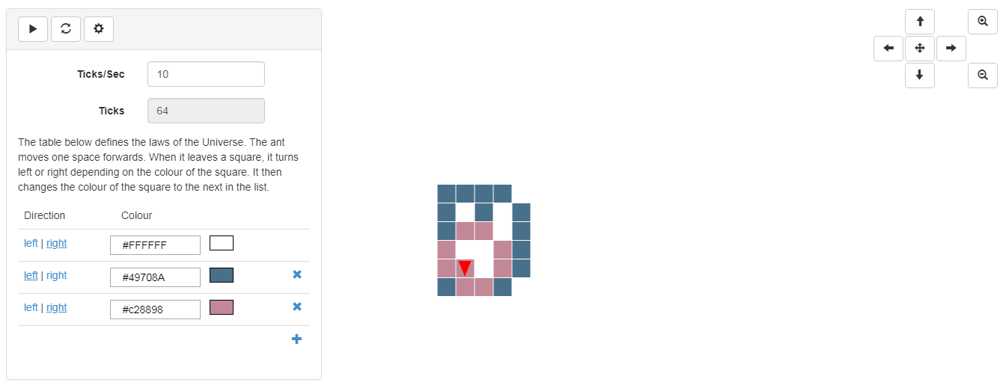 Ticks/Sec 10
Ticks 64
The table below defines the laws of the Universe. The ant
moves one space forwards. When it leaves a square, it turns
left or right depending on the colour of the square. It then
changes the colour of the square to the next in the list.
Direction Colour
left | right #FFFFFF
left | right #49708A
left | right #c28898